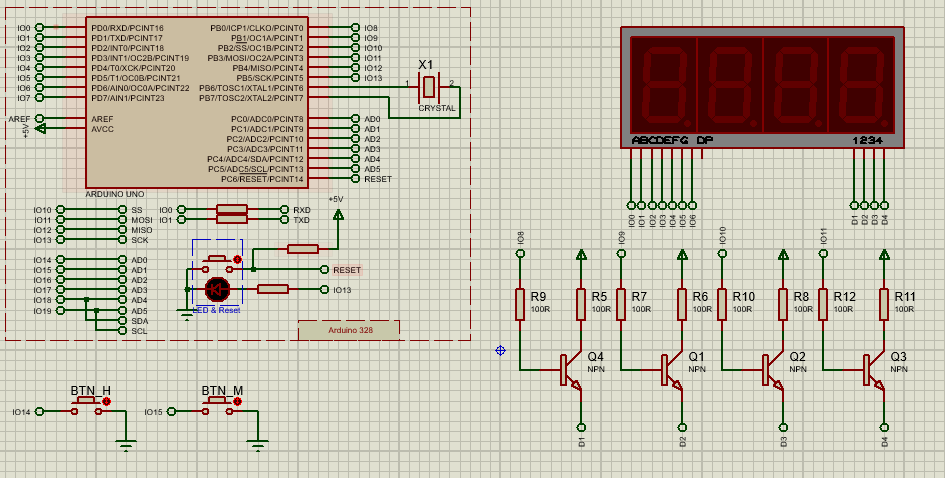 IO0 PD0/RXD/PCINT16 PB0/ICP1/CLKO/PCINT0 IO8
IO1 PD1/TXD/PCINT17 PB1/OC1A/PCINT1 IO9
IO2 PD2/INT0/PCINT18 PB2/SS/OC1B/PCINT2 IO10
IO3 PD3/INT1/OC2B/PCINT19 PB3/MOSI/OC2A/PCINT3 IO11
IO4 PD4/T0/XCK/PCINT20 PB4/MISO/PCINT4 IO12
IO5 PD5/T1/OC0B/PCINT21 PB5/SCK/PCINT5 IO13
IO6 PD6/AIN0/OC0A/PCINT22 PB6/TOSC1/XTAL1/PCINT6
IO7 PD7/AIN1/PCINT23 PB7/TOSC2/XTAL2/PCINT7
X1
1 2
CRYSTAL
AREF AREF PC0/ADC0/PCINT8 AD0
+5V AVCC PC1/ADC1/PCINT9 AD1
PC2/ADC2/PCINT10 AD2
PC3/ADC3/PCINT11 AD3
PC4/ADC4/SDA/PCINT12 AD4
PC5/ADC5/SCL/PCINT13 AD5
PC6/RESET/PCINT14 RESET
ARDUINO UNO
IO10 SS IO0 RXD
IO11 MOSI IO1 TXD
IO12 MISO
IO13 SCK
+5V
IO14 AD0
IO15 AD1
IO16 AD2
IO17 AD3
IO18 AD4
IO19 AD5
SDA
SCL
RESET
IO13
LED & Reset
Arduino 328
ABCDEFG DP 1234
IO0 IO1 IO2 IO3 IO4 IO5 IO6 D1 D2 D3 D4
IO8 IO9 IO10 IO11
R9 R5 R7 R6 R10 R8 R12 R11
100R 100R 100R 100R 100R 100R 100R 100R
Q4 Q1 Q2 Q3
NPN NPN NPN NPN
D1 D2 D3 D4
BTN_H BTN_M
IO14 IO15